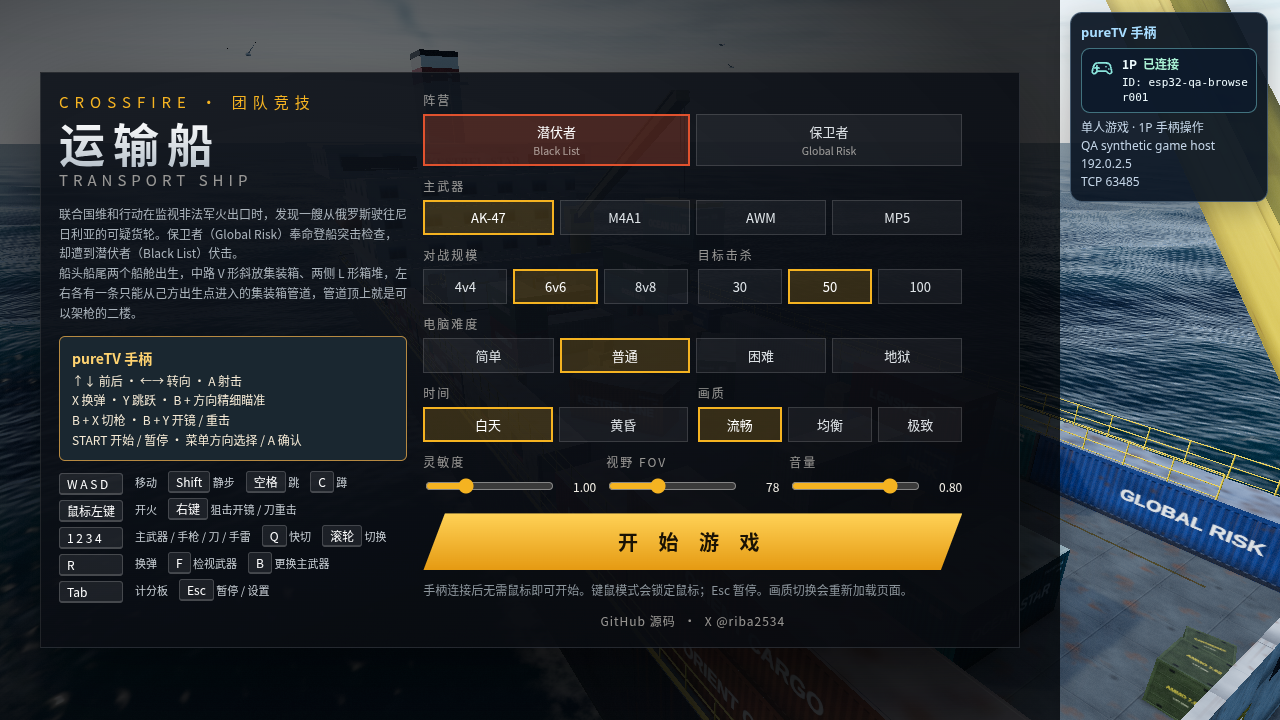 CROSSFIRE · 团队竞技
运输船
TRANSPORT SHIP
联合国维和行动在监视非法军火出口时，发现一艘从俄罗斯驶往尼
日利亚的可疑货轮。保卫者（Global Risk）奉命登船突击检查，
却遭到潜伏者（Black List）伏击。
船头船尾两个船舱出生，中路 V 形斜放集装箱、两侧 L 形箱堆，左
右各有一条只能从己方出生点进入的集装箱管道，管道顶上就是可
以架枪的二楼。
pureTV 手柄
↑↓ 前后 · ←→ 转向 · A 射击
X 换弹 · Y 跳跃 · B + 方向精细瞄准
B + X 切枪 · B + Y 开镜 / 重击
START 开始 / 暂停 · 菜单方向选择 / A 确认
W A S D 移动 Shift 静步 空格 跳 C 蹲
鼠标左键 开火 右键 狙击开镜 / 刀重击
1 2 3 4 主武器 / 手枪 / 刀 / 手雷 Q 快切 滚轮 切换
R 换弹 F 检视武器 B 更换主武器
Tab 计分板 Esc 暂停 / 设置
阵营
潜伏者 保卫者
Black List Global Risk
主武器
AK-47 M4A1 AWM MP5
对战规模 目标击杀
4v4 6v6 8v8 30 50 100
电脑难度
简单 普通 困难 地狱
时间 画质
白天 黄昏 流畅 均衡 极致
灵敏度 视野 FOV 音量
1.00 78 0.80
开始游戏
手柄连接后无需鼠标即可开始。键鼠模式会锁定鼠标；Esc 暂停。画质切换会重新加载页面。
GitHub 源码 · X @riba2534
pureTV 手柄
1P 已连接
ID: esp32-qa-browse
r001
单人游戏 · 1P 手柄操作
QA synthetic game host
192.0.2.5
TCP 63485
GLOBAL RISK
CARGO
ORIENT